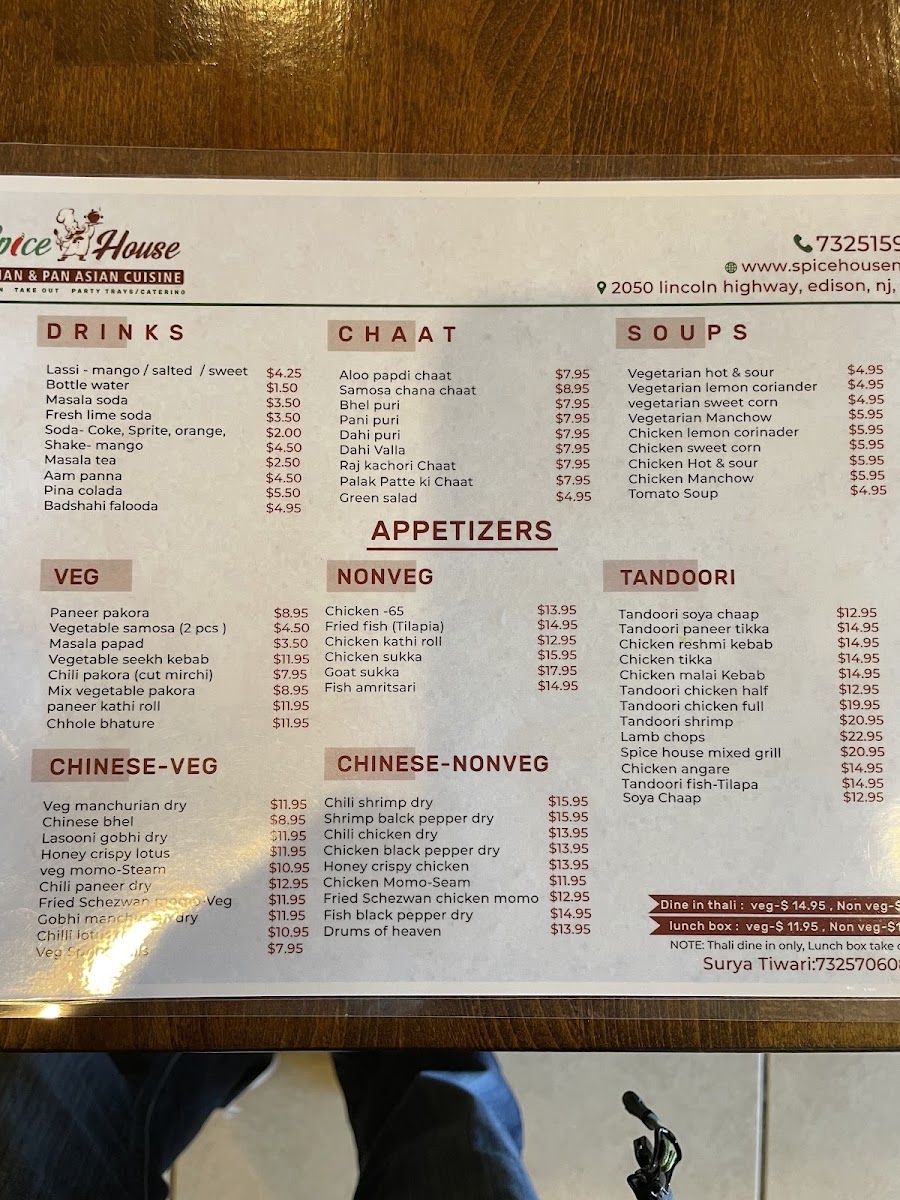 pice House
IAN & PAN ASIAN CUISINE
N TAKE OUT PARTY TRAYS/CATERING
7325159
www.spicehousen
2050 lincoln highway, edison, nj,
DRINKS
Lassi - mango / salted / sweet $4.25
Bottle water $1.50
Masala soda $3.50
Fresh lime soda $3.50
Soda- Coke, Sprite, orange, $2.00
Shake- mango $4.50
Masala tea $2.50
Aam panna $4.50
Pina colada $5.50
Badshahi falooda $4.95
CHAAT
Aloo papdi chaat $7.95
Samosa chana chaat $8.95
Bhel puri $7.95
Pani puri $7.95
Dahi puri $7.95
Dahi Valla $7.95
Raj kachori Chaat $7.95
Palak Patte ki Chaat $7.95
Green salad $4.95
SOUPS
Vegetarian hot & sour $4.95
Vegetarian lemon coriander $4.95
vegetarian sweet corn $4.95
Vegetarian Manchow $5.95
Chicken lemon corinader $5.95
Chicken sweet corn $5.95
Chicken Hot & sour $5.95
Chicken Manchow $5.95
Tomato Soup $4.95
APPETIZERS
VEG
Paneer pakora $8.95
Vegetable samosa (2 pcs ) $4.50
Masala papad $3.50
Vegetable seekh kebab $11.95
Chili pakora (cut mirchi) $7.95
Mix vegetable pakora $8.95
paneer kathi roll $11.95
Chhole bhature $11.95
NONVEG
Chicken -65 $13.95
Fried fish (Tilapia) $14.95
Chicken kathi roll $12.95
Chicken sukka $15.95
Goat sukka $17.95
Fish amritsari $14.95
TANDOORI
Tandoori soya chaap $12.95
Tandoori paneer tikka $14.95
Chicken reshmi kebab $14.95
Chicken tikka $14.95
Chicken malai Kebab $14.95
Tandoori chicken half $12.95
Tandoori chicken full $19.95
Tandoori shrimp $20.95
Lamb chops $22.95
Spice house mixed grill $20.95
Chicken angare $14.95
Tandoori fish-Tilapa $14.95
Soya Chaap $12.95
CHINESE-VEG
Veg manchurian dry $11.95
Chinese bhel $8.95
Lasooni gobhi dry $11.95
Honey crispy lotus $11.95
veg momo-Steam $10.95
Chili paneer dry $12.95
Fried Schezwan momo-Veg $11.95
Gobhi manchurian dry $11.95
Chilli lotus $10.95
Veg $7.95
CHINESE-NONVEG
Chili shrimp dry $15.95
Shrimp balck pepper dry $15.95
Chili chicken dry $13.95
Chicken black pepper dry $13.95
Honey crispy chicken $13.95
Chicken Momo-Seam $11.95
Fried Schezwan chicken momo $12.95
Fish black pepper dry $14.95
Drums of heaven $13.95
Dine in thali : veg-$ 14.95 , Non veg-$
lunch box : veg-$ 11.95 , Non veg-$1
NOTE: Thali dine in only, Lunch box take
Surya Tiwari:73257060